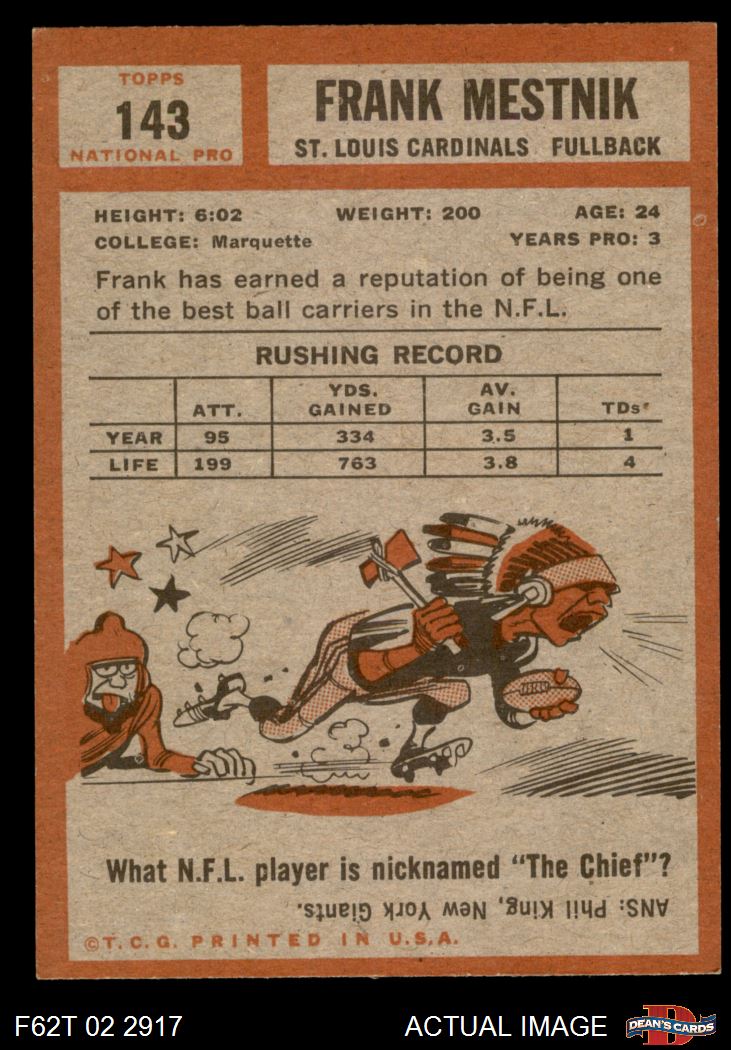 TOPPS
143
NATIONAL PRO
FRANK MESTNIK
ST. LOUIS CARDINALS FULLBACK
HEIGHT: 6:02 WEIGHT: 200 AGE: 24
COLLEGE: Marquette YEARS PRO: 3
Frank has earned a reputation of being one
of the best ball carriers in the N.F.L.
RUSHING RECORD
ATT. YDS. GAINED AV. GAIN TDs
YEAR 95 334 3.5 1
LIFE 199 763 3.8 4
What N.F.L. player is nicknamed “The Chief”?
ANS: Phil King, New York Giants.
©T.C.G. PRINTED IN U.S.A.
F62T 02 2917 ACTUAL IMAGE DEAN'S CARDS